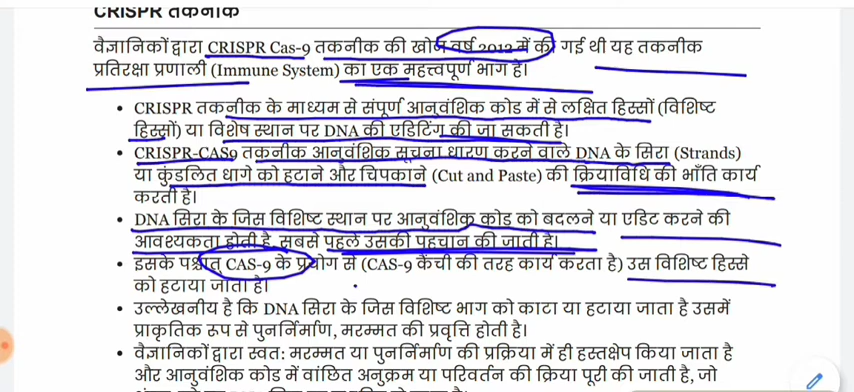 CRISPR तकनीक
वैज्ञानिकों द्वारा CRISPR Cas-9 तकनीक की खोज वर्ष 2012 में की गई थी यह तकनीक
प्रतिरक्षा प्रणाली (Immune System) का एक महत्त्वपूर्ण भाग है।
• CRISPR तकनीक के माध्यम से संपूर्ण आनुवंशिक कोड में से लक्षित हिस्सों (विशिष्ट
हिस्सों) या विशेष स्थान पर DNA की एडिटिंग की जा सकती है।
• CRISPR-CAS9 तकनीक आनुवंशिक सूचना धारण करने वाले DNA के सिरा (Strands)
या कुंडलित धागे को हटाने और चिपकाने (Cut and Paste) की क्रियाविधि की भाँति कार्य
करती है।
• DNA सिरा के जिस विशिष्ट स्थान पर आनुवंशिक कोड को बदलने या एडिट करने की
आवश्यकता होती है, सबसे पहले उसकी पहचान की जाती है।
• इसके पश्चात् CAS-9 के प्रयोग से (CAS-9 कैंची की तरह कार्य करता है) उस विशिष्ट हिस्से
को हटाया जाता है।
• उल्लेखनीय है कि DNA सिरा के जिस विशिष्ट भाग को काटा या हटाया जाता है उसमें
प्राकृतिक रूप से पुनर्निर्माण, मरम्मत की प्रवृत्ति होती है।
• वैज्ञानिकों द्वारा स्वत: मरम्मत या पुनर्निर्माण की प्रक्रिया में ही हस्तक्षेप किया जाता है
और आनुवंशिक कोड में वांछित अनुक्रम या परिवर्तन की क्रिया पूरी की जाती है, जो